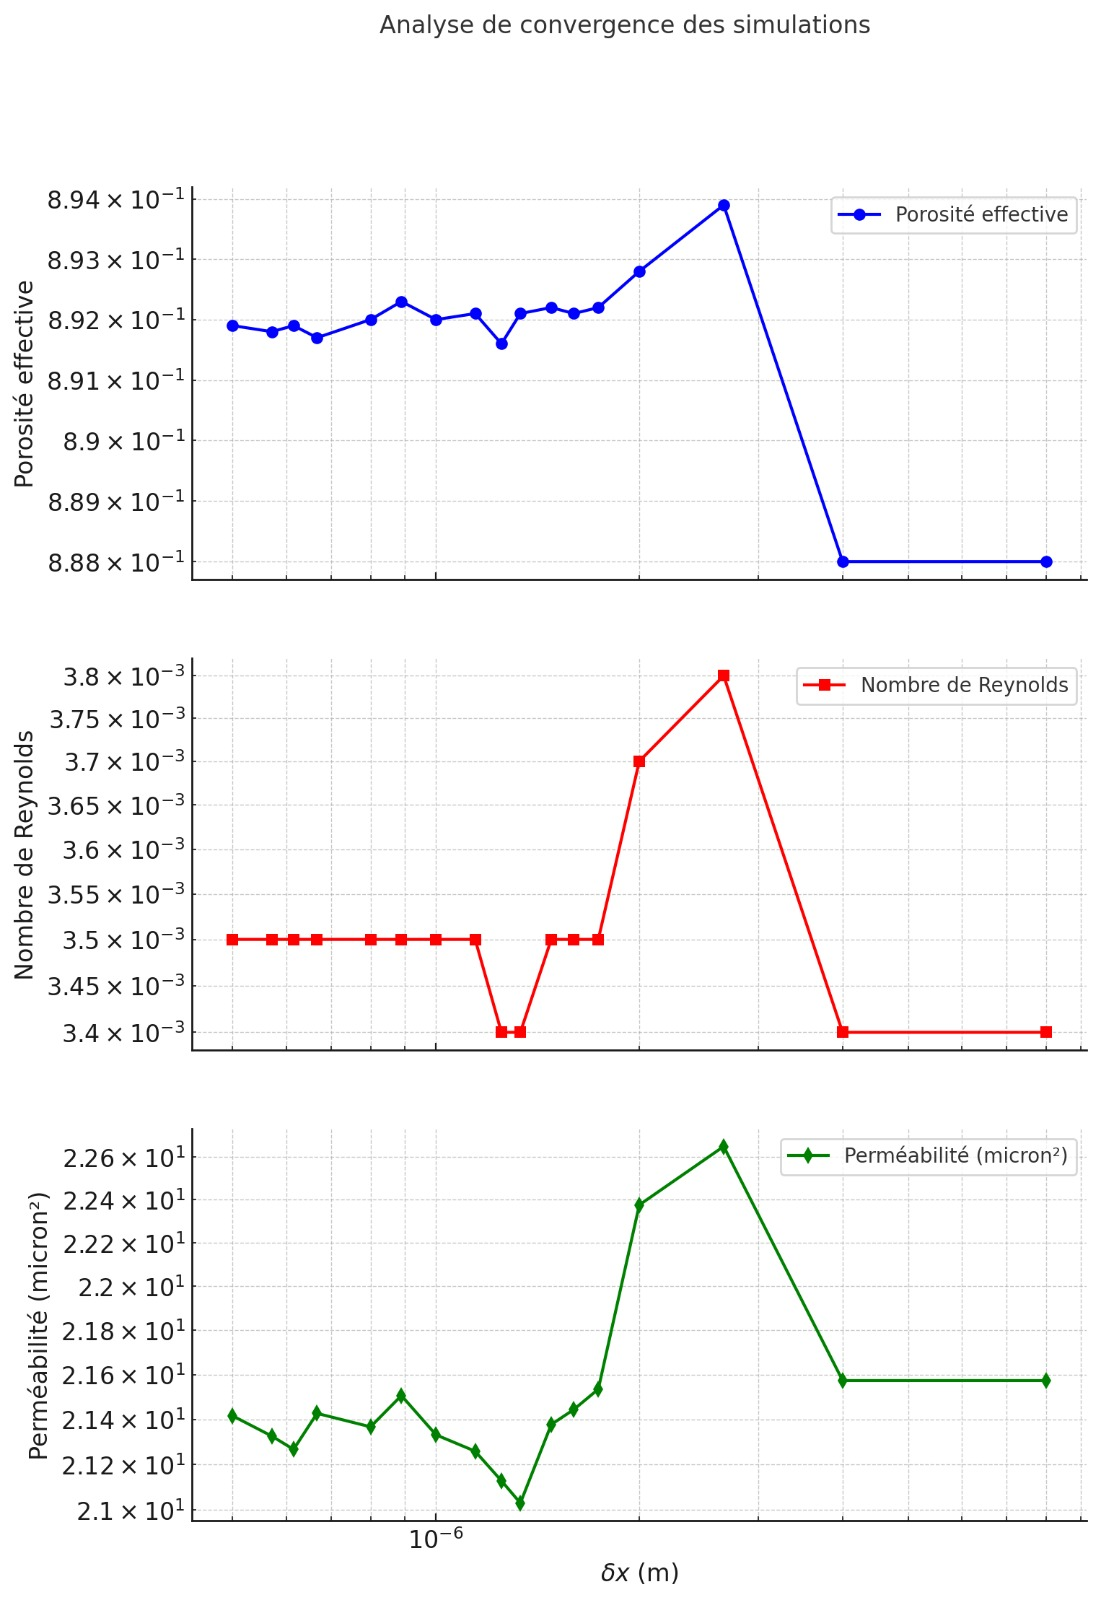 Analyse de convergence des simulations
8.94 × 10⁻¹
8.93 × 10⁻¹
8.92 × 10⁻¹
8.91 × 10⁻¹
8.9 × 10⁻¹
8.89 × 10⁻¹
8.88 × 10⁻¹
Porosité effective
Porosité effective
3.8 × 10⁻³
3.75 × 10⁻³
3.7 × 10⁻³
3.65 × 10⁻³
3.6 × 10⁻³
3.55 × 10⁻³
3.5 × 10⁻³
3.45 × 10⁻³
3.4 × 10⁻³
Nombre de Reynolds
Nombre de Reynolds
2.26 × 10¹
2.24 × 10¹
2.22 × 10¹
2.2 × 10¹
2.18 × 10¹
2.16 × 10¹
2.14 × 10¹
2.12 × 10¹
2.1 × 10¹
Perméabilité (micron²)
Perméabilité (micron²)
10⁻⁶
δx (m)